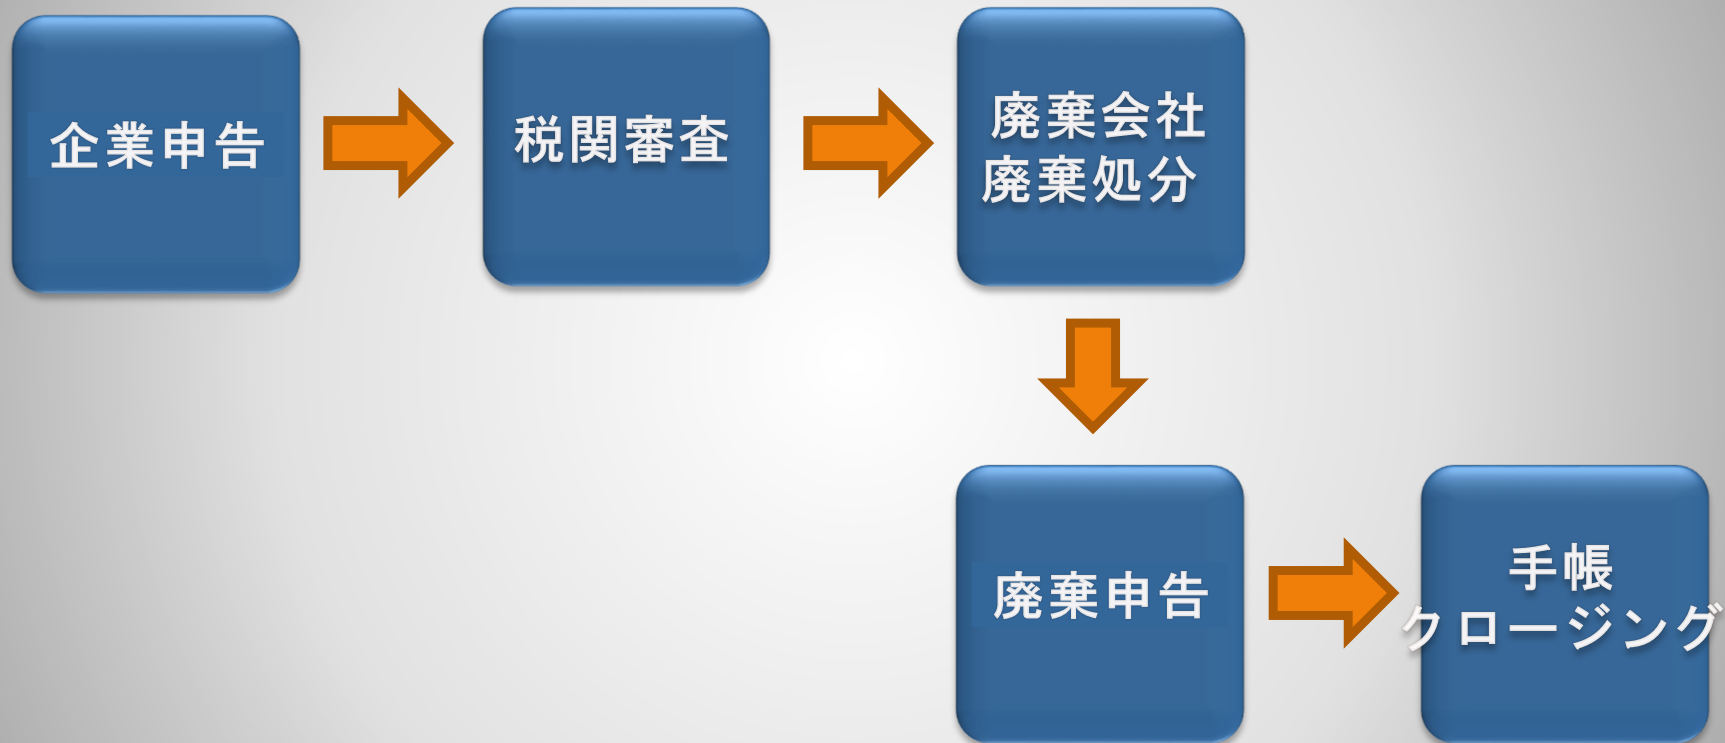 企業申告
税関審査
廃棄会社
廃棄処分
廃棄申告
手帳
クロージング